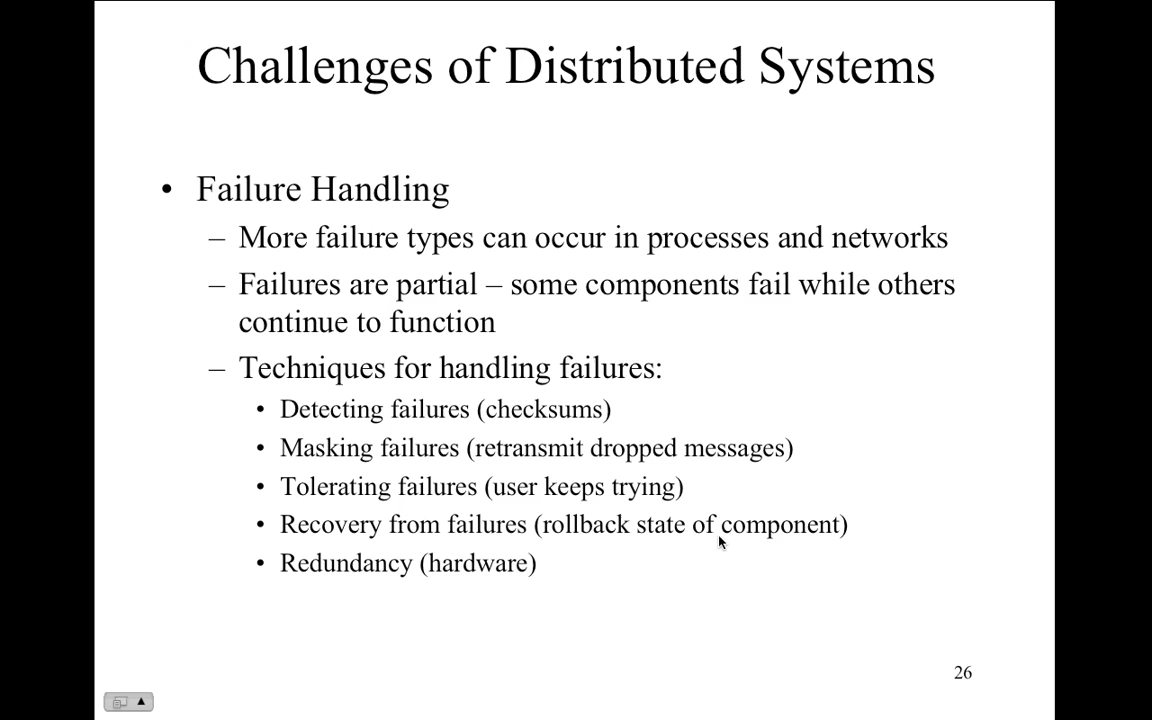 Challenges of Distributed Systems
• Failure Handling
– More failure types can occur in processes and networks
– Failures are partial – some components fail while others
continue to function
– Techniques for handling failures:
• Detecting failures (checksums)
• Masking failures (retransmit dropped messages)
• Tolerating failures (user keeps trying)
• Recovery from failures (rollback state of component)
• Redundancy (hardware)
26